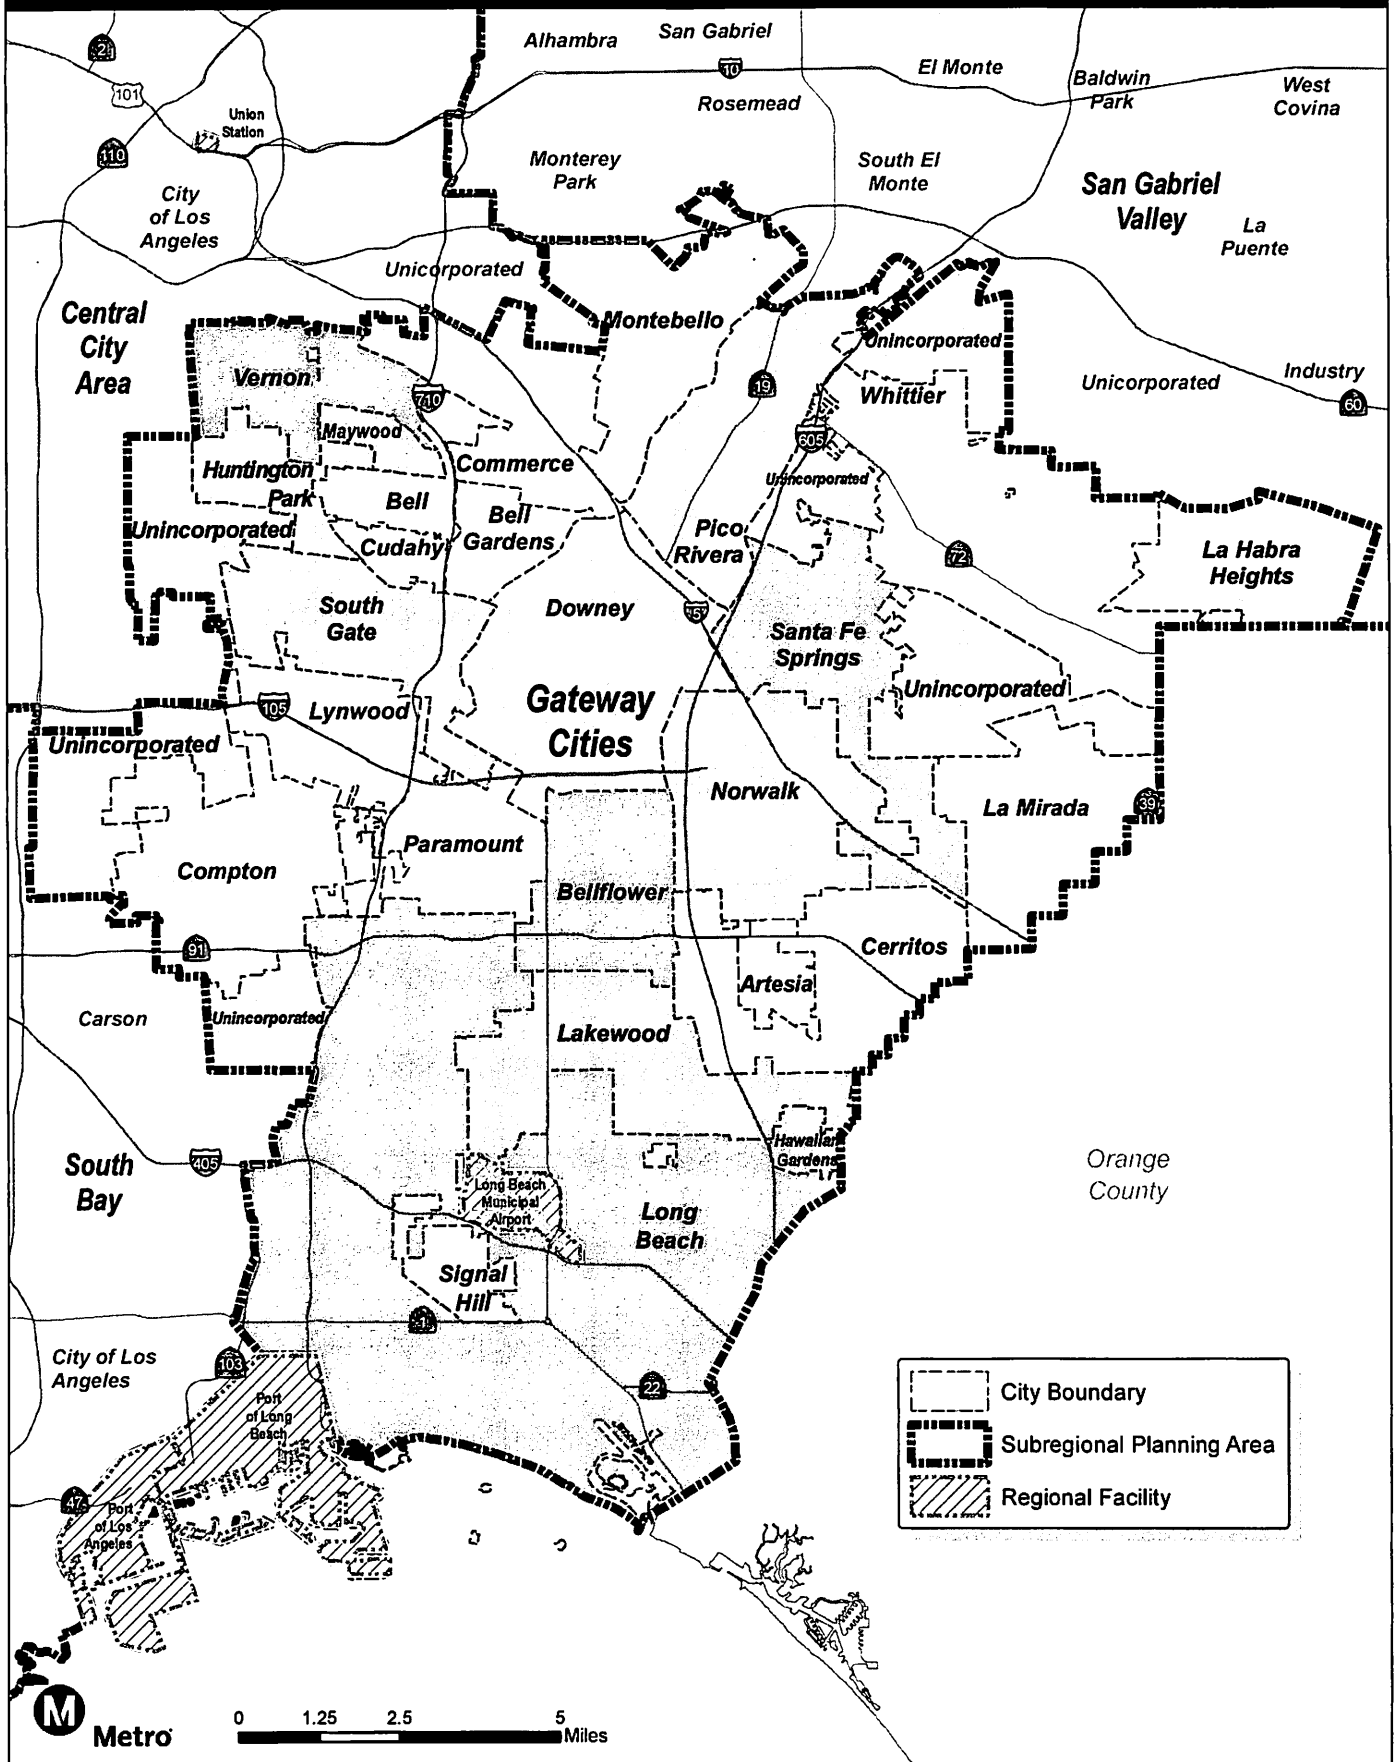 Alhambra
San Gabriel
2
10
El Monte
Baldwin
Park
West
Covina
101
Rosemead
Union
Station
110
Monterey
Park
South El
Monte
San Gabriel
Valley
City
of Los
Angeles
La
Puente
Unicorporated
Central
City
Area
Montebello
Unincorporated
Vernon
710
19
Whittier
Unicorporated
Industry
60
Maywood
605
Huntington
Park
Commerce
Unincorporated
Bell
Bell
Gardens
Unincorporated
Cudahy
Pico
Rivera
72
La Habra
Heights
South
Gate
Downey
5
Santa Fe
Springs
Gateway
Cities
Unincorporated
105
Lynwood
Unincorporated
Norwalk
La Mirada
39
Paramount
Compton
Bellflower
91
Cerritos
Artesia
Carson
Unincorporated
Lakewood
Hawaiian
Gardens
Orange
County
South
Bay
405
Long Beach
Municipal
Airport
Long
Beach
Signal
Hill
1
City of Los
Angeles
103
22
Port
of Long
Beach
City Boundary
Subregional Planning Area
Regional Facility
47
Port
of Los
Angeles
M
Metro
0 1.25 2.5 5
Miles